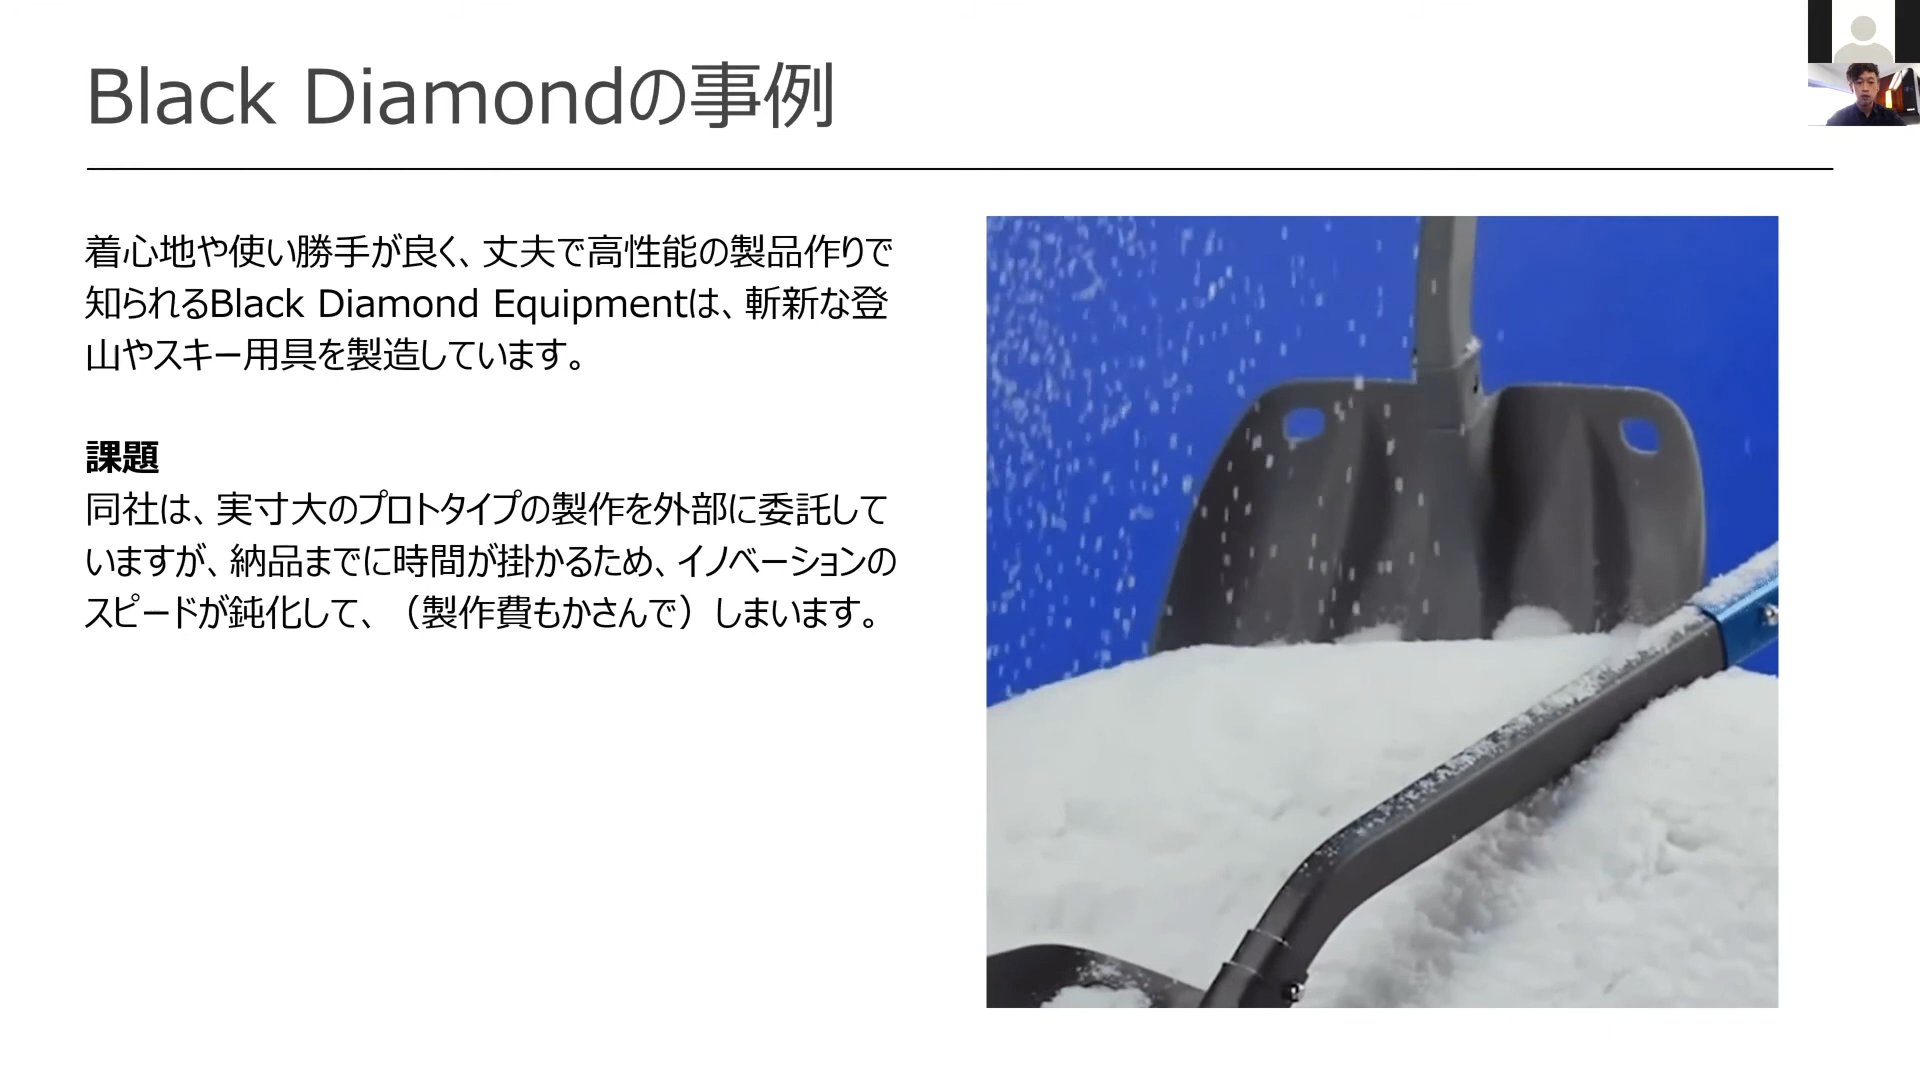 Black Diamondの事例
着心地や使い勝手が良く、丈夫で高性能の製品作りで
知られるBlack Diamond Equipmentは、斬新な登
山やスキー用具を製造しています。
課題
同社は、実寸大のプロトタイプの製作を外部に委託して
いますが、納品までに時間が掛かるため、イノベーションの
スピードが鈍化して、（製作費もかさんで）しまいます。